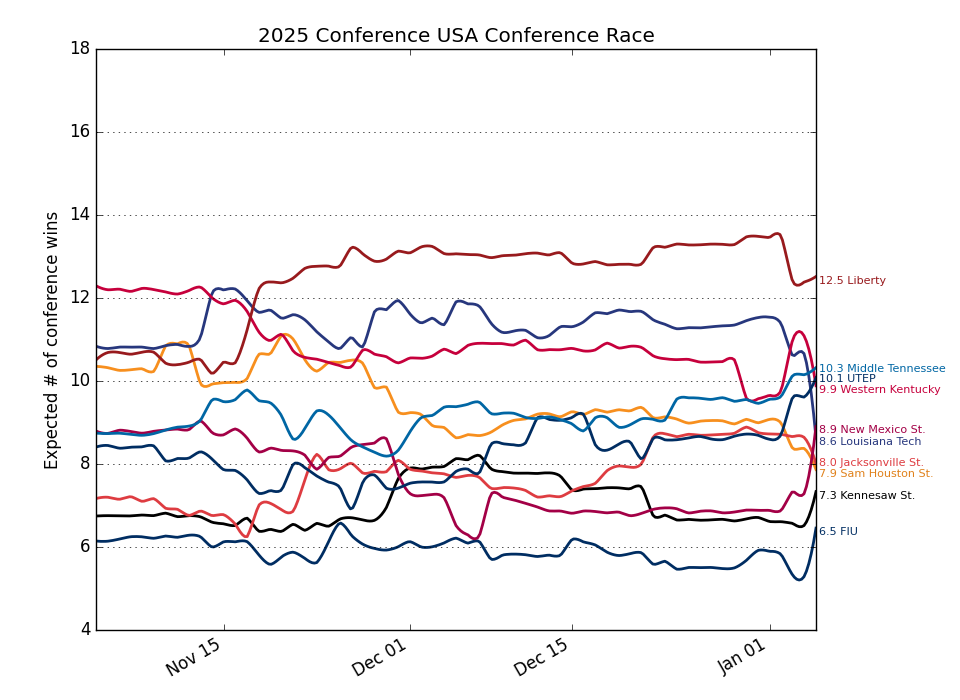 2025 Conference USA Conference Race
Expected # of conference wins
18
16
14
12
10
8
6
4
Nov 15
Dec 01
Dec 15
Jan 01
12.5 Liberty
10.3 Middle Tennessee
10.1 UTEP
9.9 Western Kentucky
8.9 New Mexico St.
8.6 Louisiana Tech
8.0 Jacksonville St.
7.9 Sam Houston St.
7.3 Kennesaw St.
6.5 FIU